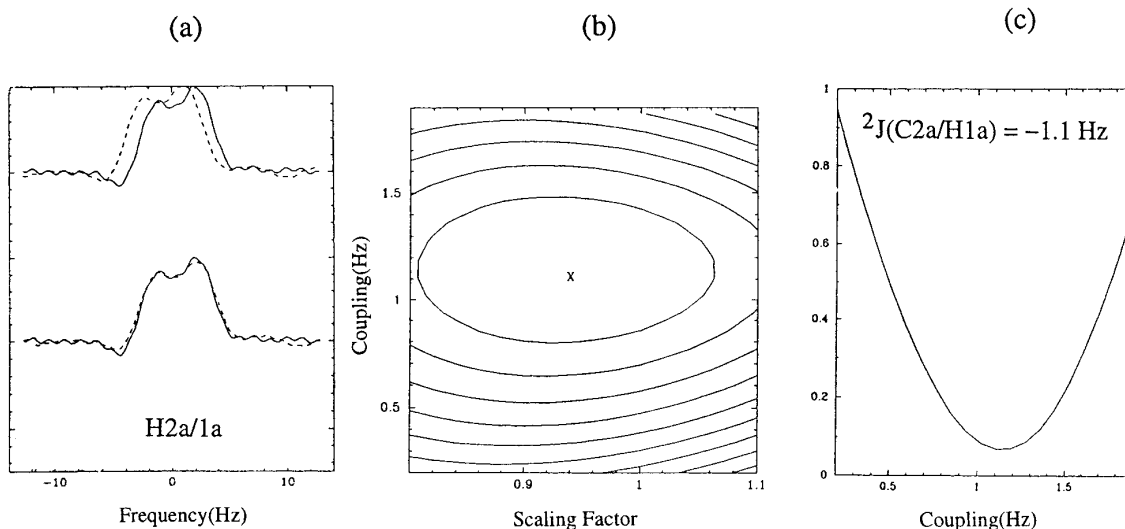 (a)
(b)
(c)
H2a/1a
-10
0
10
Frequency(Hz)
Coupling(Hz)
1.5
1
0.5
X
0.9
1
1.1
Scaling Factor
²J(C2a/H1a) = −1.1 Hz
1
0.8
0.6
0.4
0.2
0
0.5
1
1.5
Coupling(Hz)